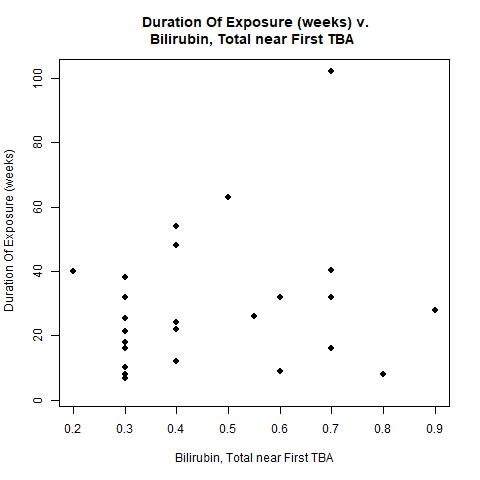 Duration Of Exposure (weeks) v.
Bilirubin, Total near First TBA
Duration Of Exposure (weeks)
100
80
60
40
20
0
0.2 0.3 0.4 0.5 0.6 0.7 0.8 0.9
Bilirubin, Total near First TBA